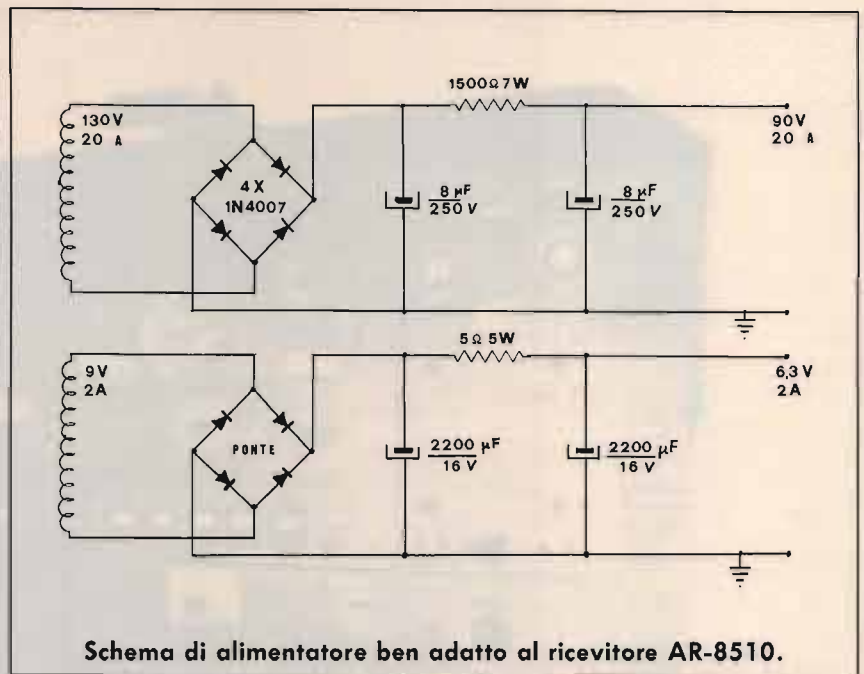 1500Ω 7W
130V
20 A
90V
20 A
4X
1N4007
8 µF
250 V
8 µF
250 V
5Ω 5W
9V
2A
6,3 V
2A
PONTE
2200 µF
16 V
2200 µF
16 V
Schema di alimentatore ben adatto al ricevitore AR-8510.